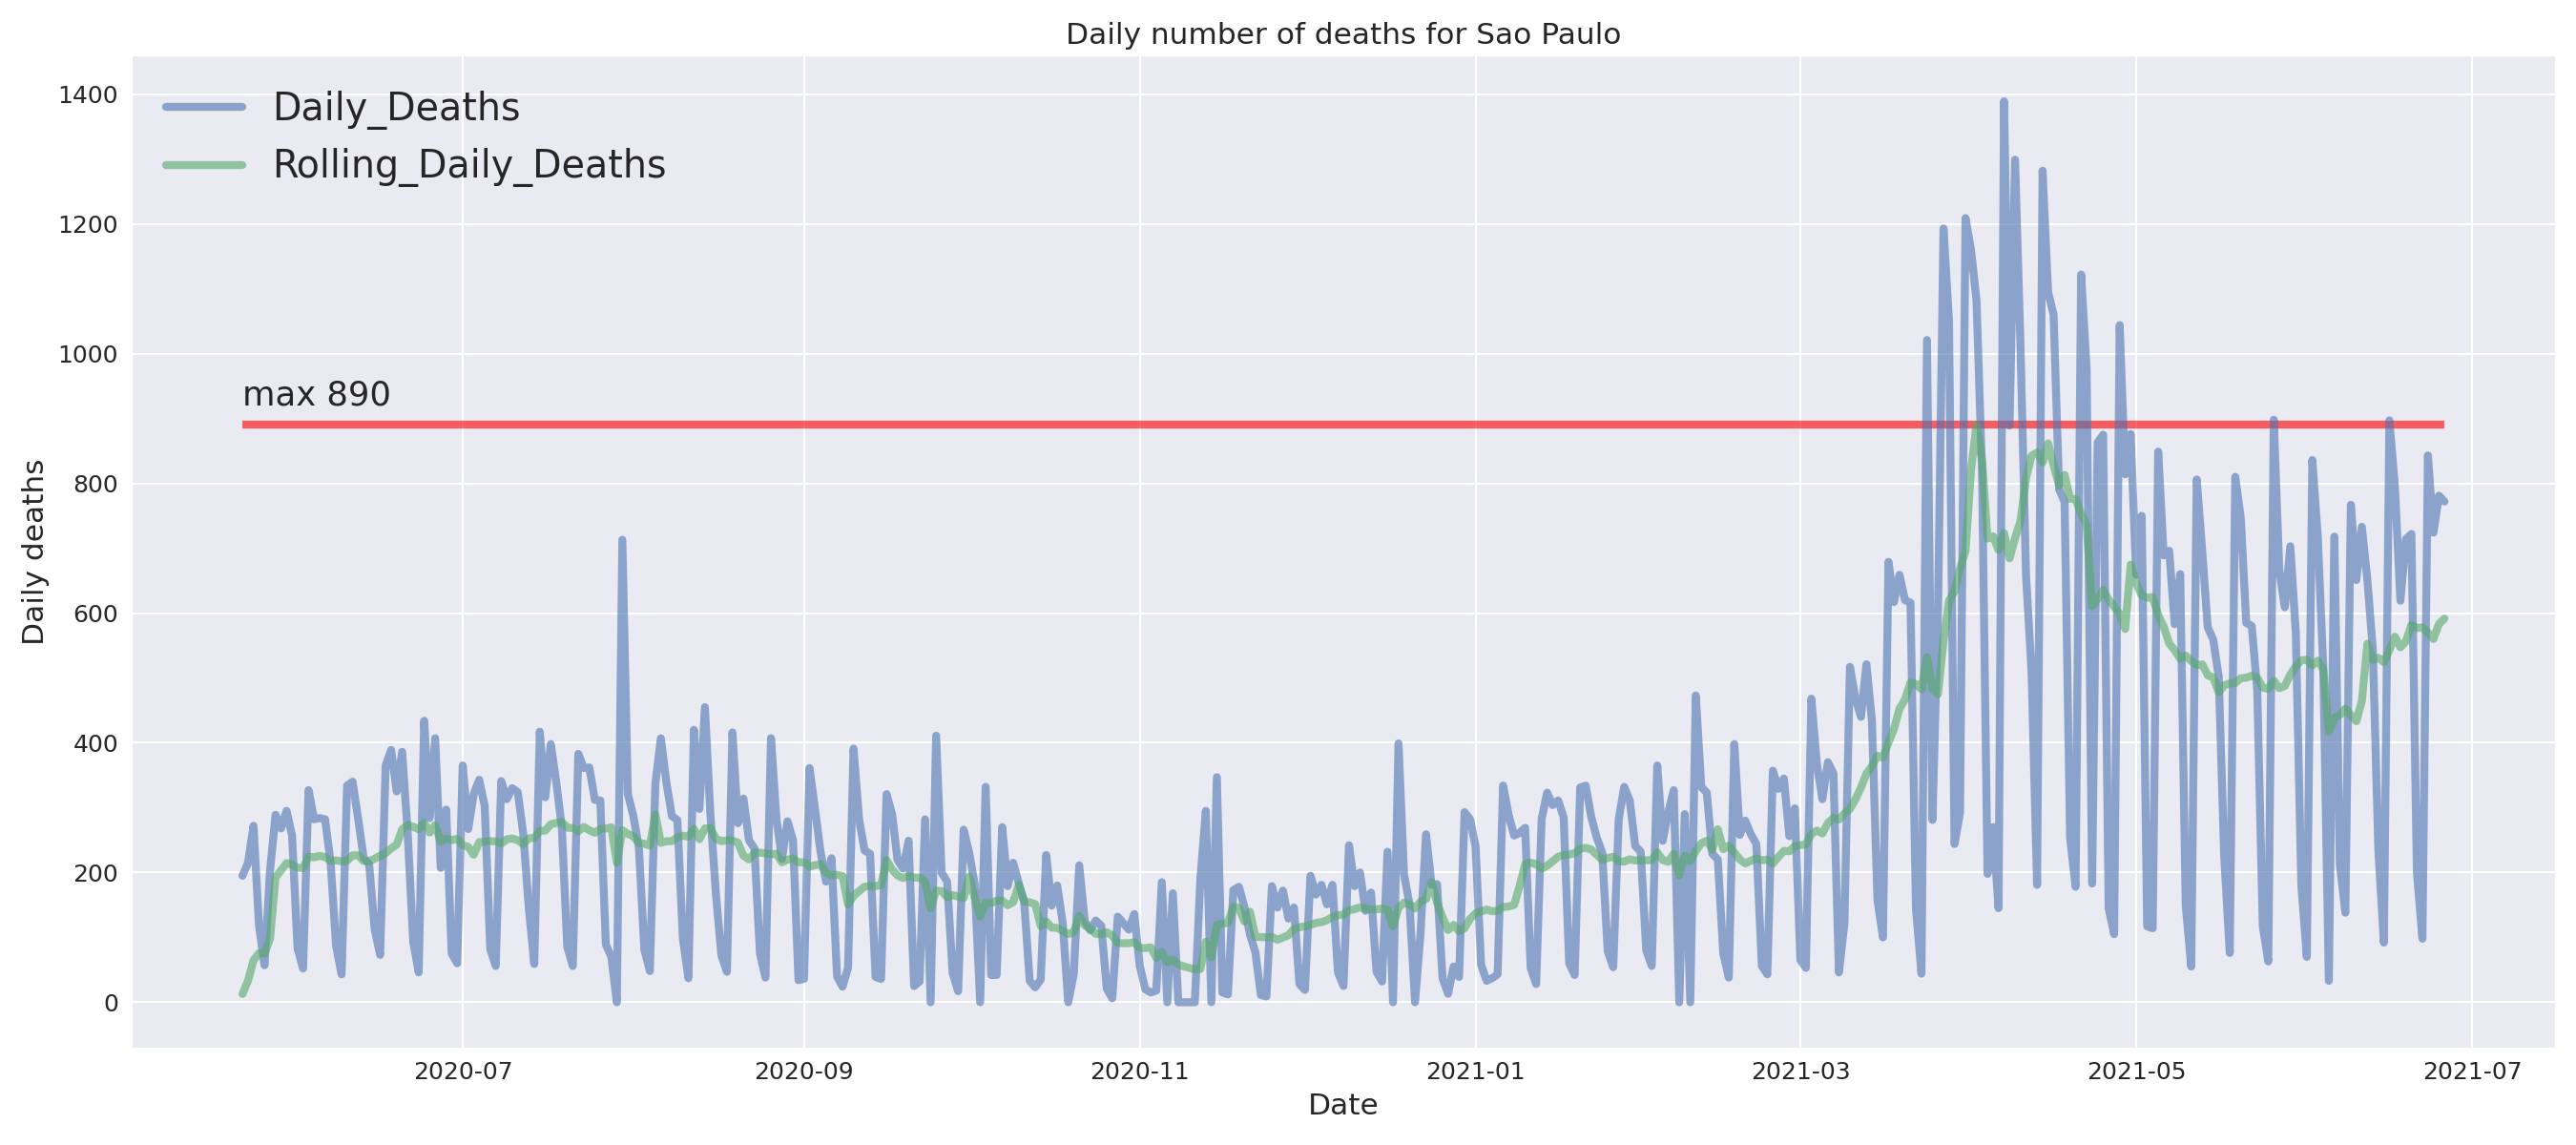 Daily number of deaths for Sao Paulo
1400
1200
1000
800
600
400
200
0
Daily deaths
Daily_Deaths
Rolling_Daily_Deaths
max 890
2020-07
2020-09
2020-11
2021-01
2021-03
2021-05
2021-07
Date